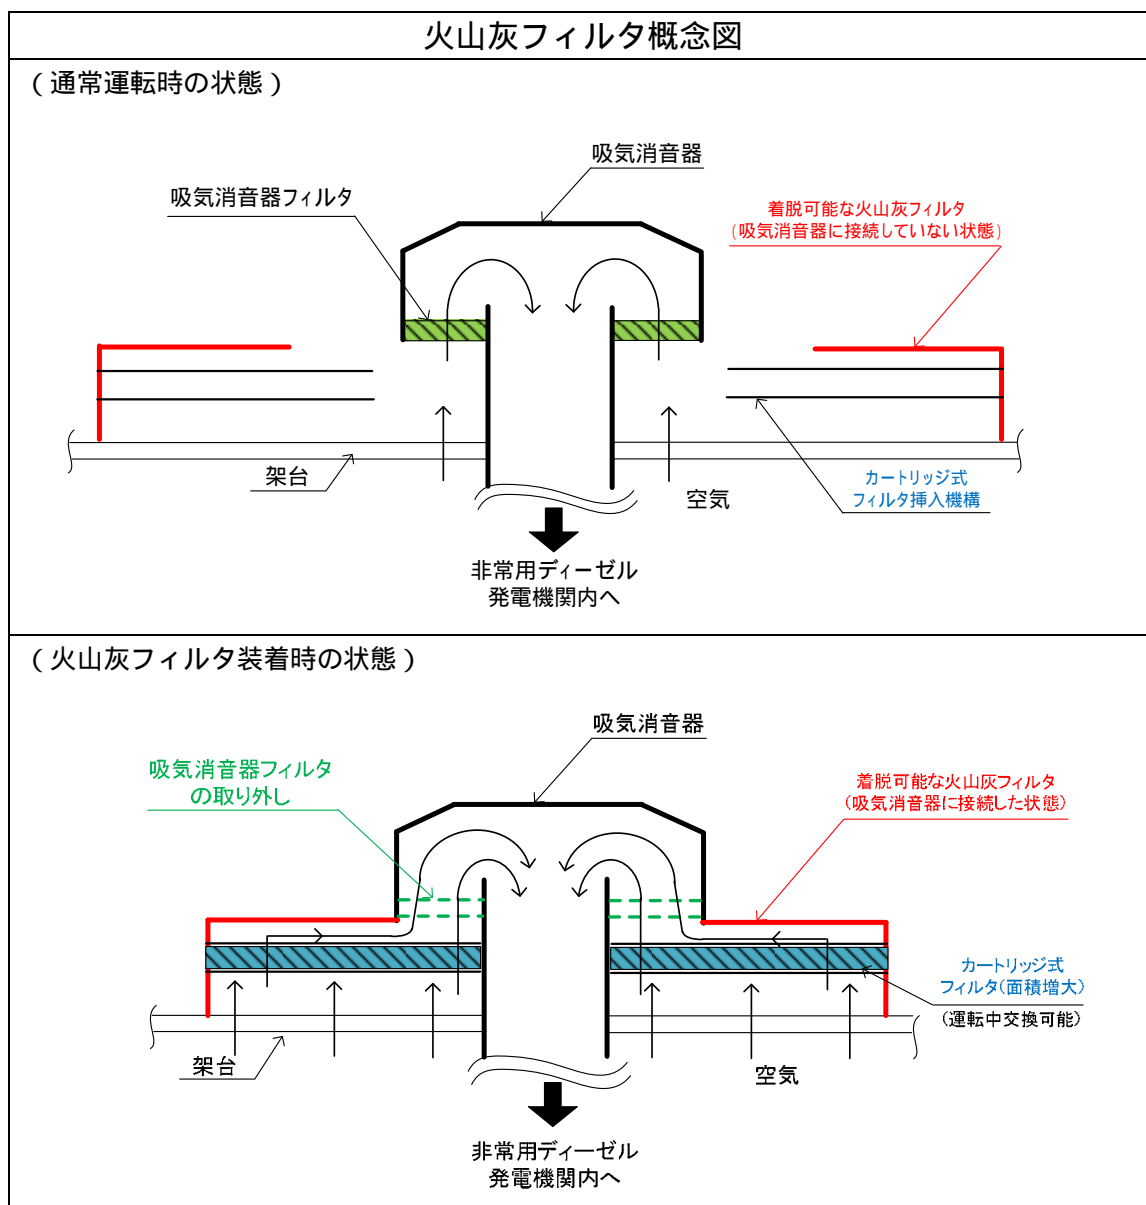 火山灰フィルタ概念図
(通常運転時の状態)
吸気消音器
吸気消音器フィルタ
着脱可能な火山灰フィルタ
(吸気消音器に接続していない状態)
架台
空気
カートリッジ式
フィルタ挿入機構
非常用ディーゼル
発電機関内へ
(火山灰フィルタ装着時の状態)
吸気消音器
吸気消音器フィルタ
の取り外し
着脱可能な火山灰フィルタ
(吸気消音器に接続した状態)
カートリッジ式
フィルタ(面積増大)
(運転中交換可能)
架台
空気
非常用ディーゼル
発電機関内へ